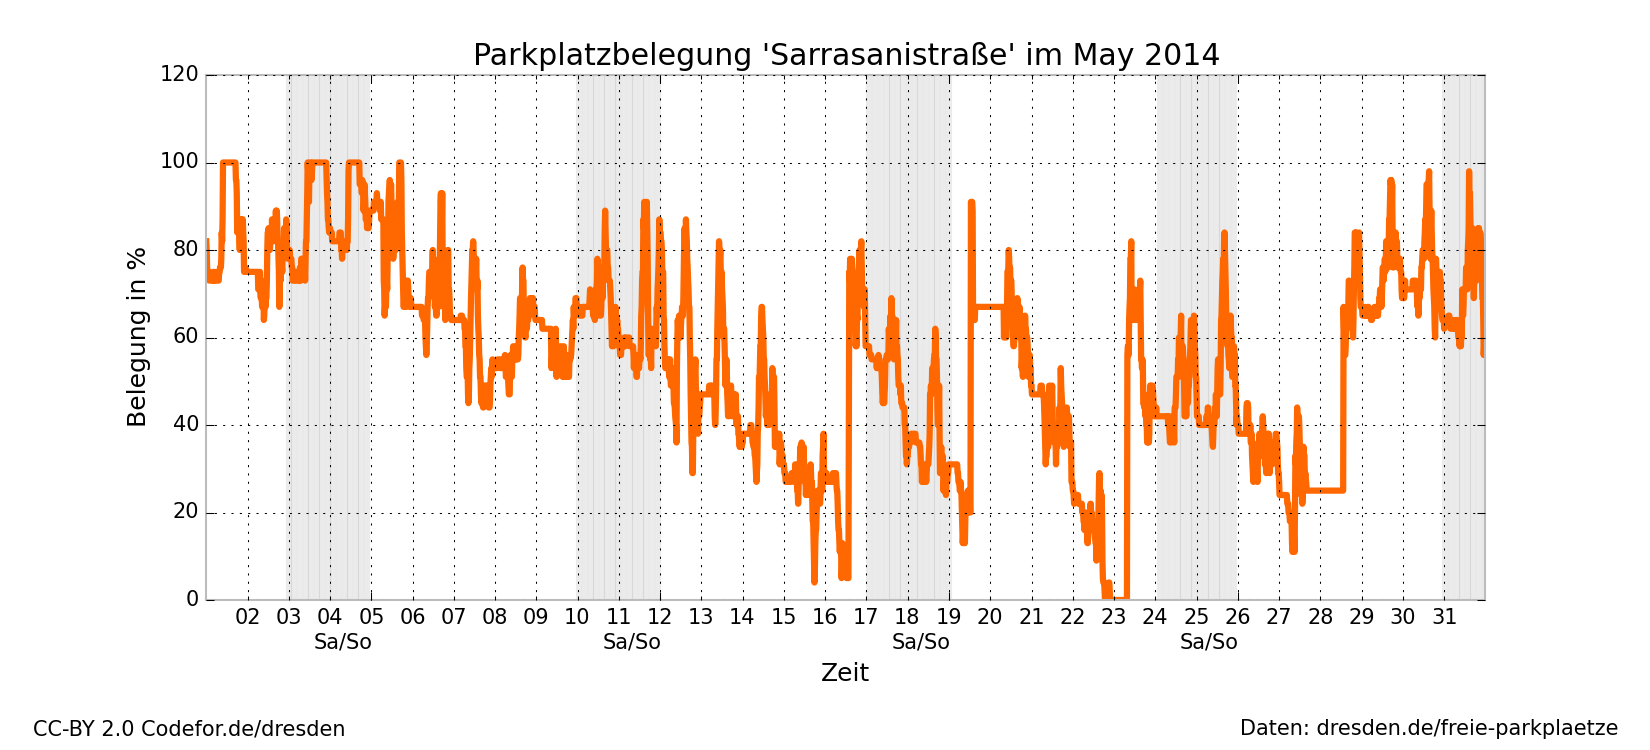 Parkplatzbelegung 'Sarrasanistraße' im May 2014
120
100
80
60
40
20
0
Belegung in %
02 03 04 05 06 07 08 09 10 11 12 13 14 15 16 17 18 19 20 21 22 23 24 25 26 27 28 29 30 31
Sa/So Sa/So Sa/So Sa/So
Zeit
CC-BY 2.0 Codefor.de/dresden
Daten: dresden.de/freie-parkplaetze